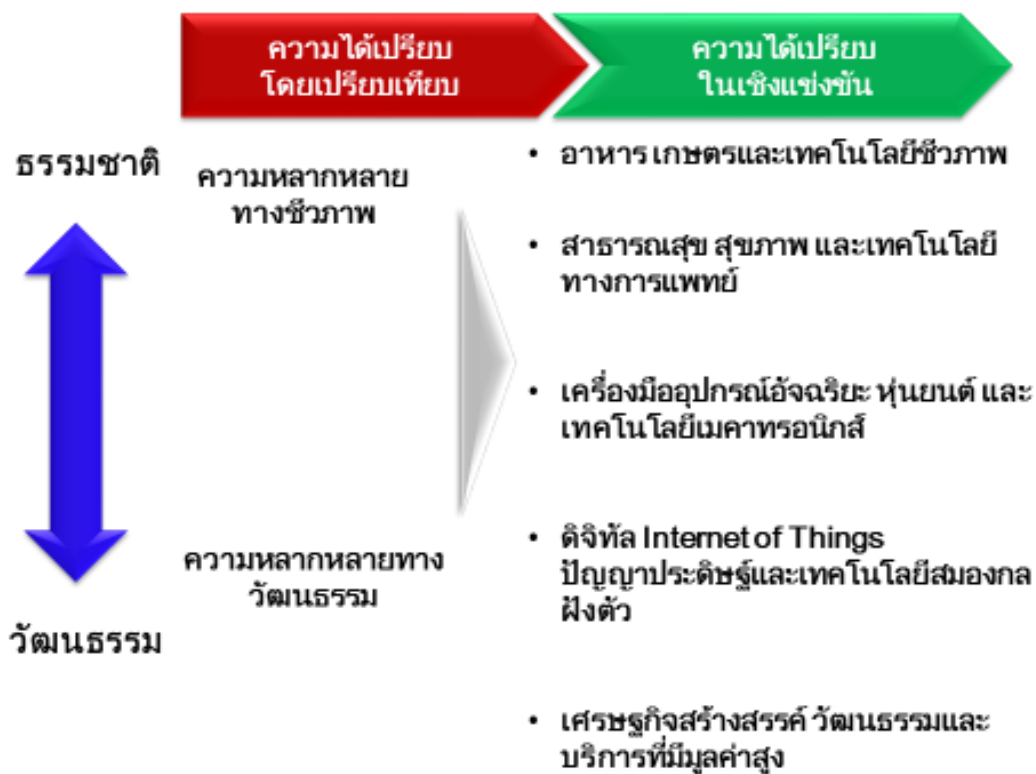 ความได้เปรียบ
โดยเปรียบเทียบ
ความได้เปรียบ
ในเชิงแข่งขัน
ธรรมชาติ
ความหลากหลาย
ทางชีวภาพ
• อาหาร เกษตรและเทคโนโลยีชีวภาพ
• สาธารณสุข สุขภาพ และเทคโนโลยี
ทางการแพทย์
• เครื่องมืออุปกรณ์อัจฉริยะ หุ่นยนต์ และ
เทคโนโลยีเมคาทรอนิกส์
ความหลากหลายทาง
วัฒนธรรม
วัฒนธรรม
• ดิจิทัล Internet of Things
ปัญญาประดิษฐ์และเทคโนโลยีสมองกล
ฝังตัว
• เศรษฐกิจสร้างสรรค์ วัฒนธรรมและ
บริการที่มีมูลค่าสูง